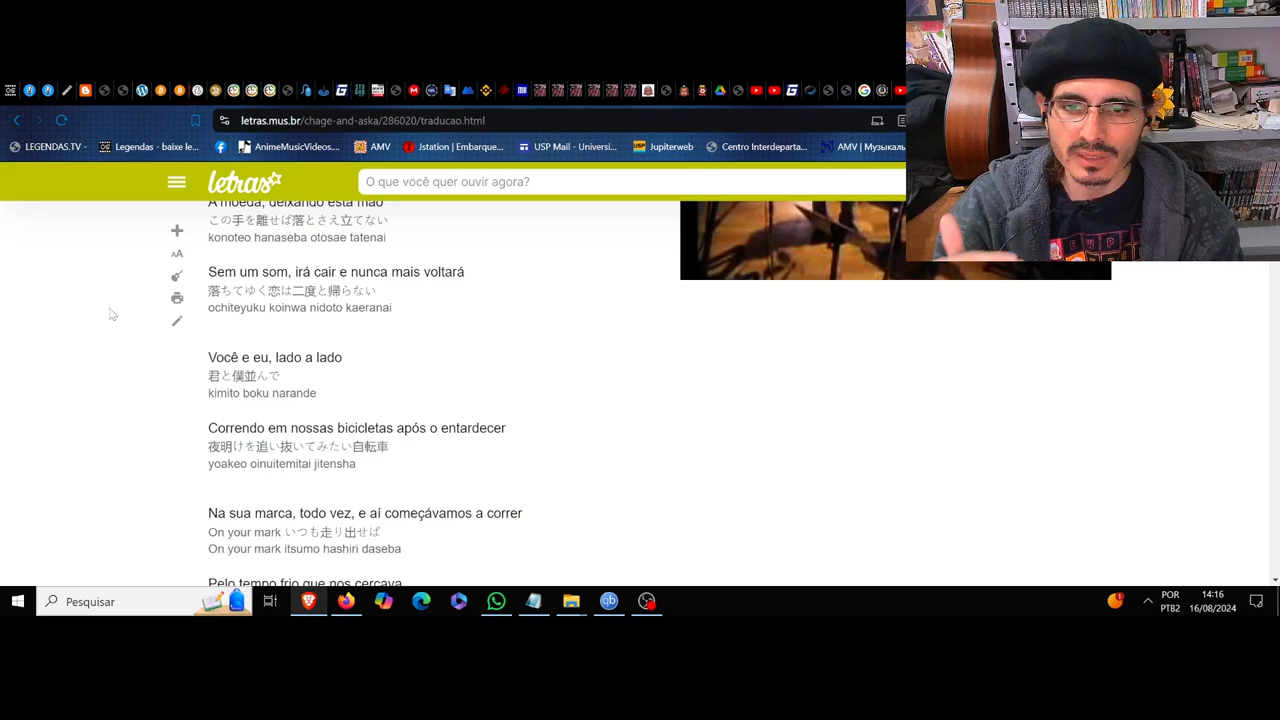 letras.mus.br/chage-and-aska/286020/traducao.html
LEGENDAS.TV -
Legendas - baixe le...
AnimeMusicVideos....
AMV
Jstation | Embarque...
USP Mail - Universi...
Jupiterweb
Centro Interdeparta...
AMV | Музыкаль
letras
O que você quer ouvir agora?
A moeda, deixando esta mão
この手を離せば落とさえ立てない
konoteo hanaseba otosae tatenai
Sem um som, irá cair e nunca mais voltará
落ちてゆく恋は二度と帰らない
ochiteyuku koinwa nidoto kaeranai
Você e eu, lado a lado
君と僕並んで
kimito boku narande
Correndo em nossas bicicletas após o entardecer
夜明けを追い抜いてみたい自転車
yoakeo oinuitemitai jitensha
Na sua marca, todo vez, e aí começávamos a correr
On your mark いつも走り出せば
On your mark itsumo hashiri daseba
Pelo tempo frio que nos cercava
Pesquisar
POR
PTB2
14:16
16/08/2024